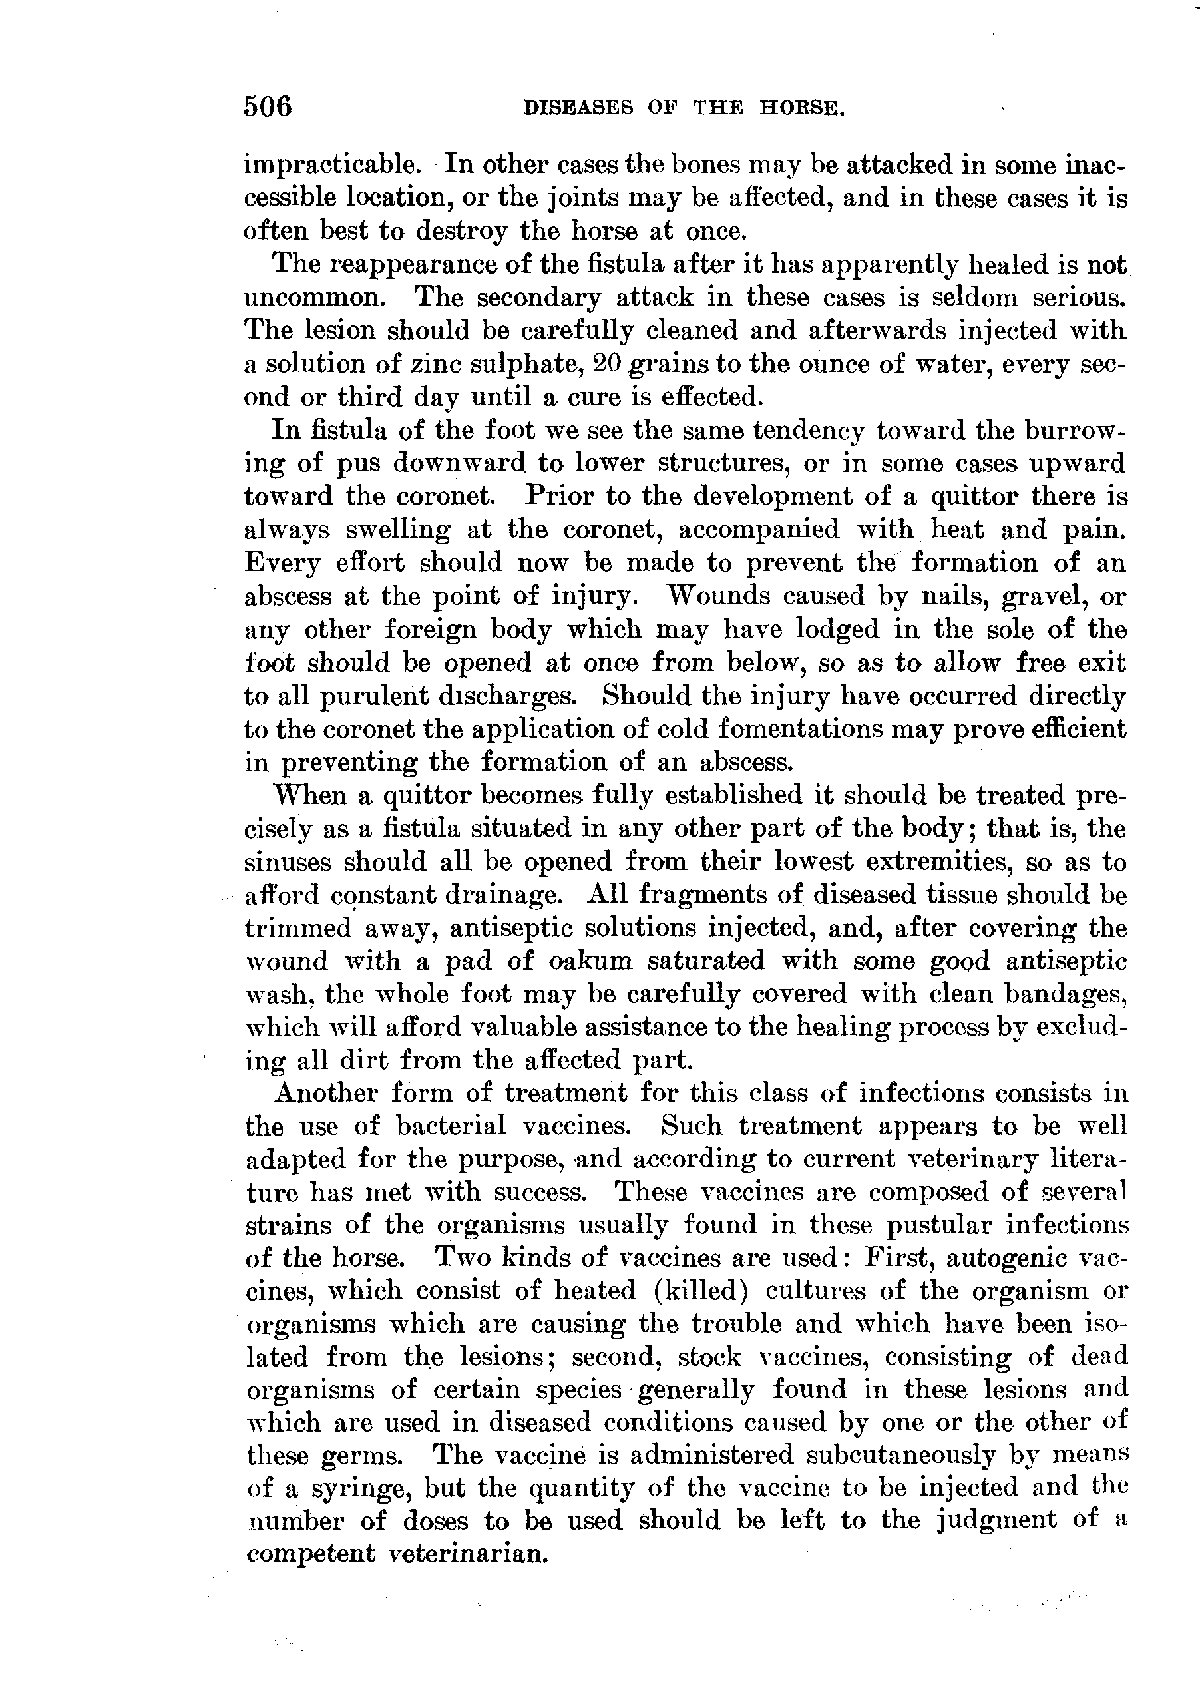 506 DISEASES OF THE HORSE.
impracticable. In other cases the bones may be attacked in some inac-
cessible location, or the joints may be affected, and in these cases it is
often best to destroy the horse at once.
The reappearance of the fistula after it has apparently healed is not
uncommon. The secondary attack in these cases is seldom serious.
The lesion should be carefully cleaned and afterwards injected with
a solution of zinc sulphate, 20 grains to the ounce of water, every sec-
ond or third day until a cure is effected.
In fistula of the foot we see the same tendency toward the burrow-
ing of pus downward to lower structures, or in some cases upward
toward the coronet. Prior to the development of a quittor there is
always swelling at the coronet, accompanied with heat and pain.
Every effort should now be made to prevent the formation of an
abscess at the point of injury. Wounds caused by nails, gravel, or
any other foreign body which may have lodged in the sole of the
foot should be opened at once from below, so as to allow free exit
to all purulent discharges. Should the injury have occurred directly
to the coronet the application of cold fomentations may prove efficient
in preventing the formation of an abscess.
When a quittor becomes fully established it should be treated pre-
cisely as a fistula situated in any other part of the body; that is, the
sinuses should all be opened from their lowest extremities, so as to
afford constant drainage. All fragments of diseased tissue should be
trimmed away, antiseptic solutions injected, and, after covering the
wound with a pad of oakum saturated with some good antiseptic
wash, the whole foot may be carefully covered with clean bandages,
which will afford valuable assistance to the healing process by exclud-
ing all dirt from the affected part.
Another form of treatment for this class of infections consists in
the use of bacterial vaccines. Such treatment appears to be well
adapted for the purpose, and according to current veterinary litera-
ture has met with success. These vaccines are composed of several
strains of the organisms usually found in these pustular infections
of the horse. Two kinds of vaccines are used: First, autogenic vac-
cines, which consist of heated (killed) cultures of the organism or
organisms which are causing the trouble and which have been iso-
lated from the lesions; second, stock vaccines, consisting of dead
organisms of certain species generally found in these lesions and
which are used in diseased conditions caused by one or the other of
these germs. The vaccine is administered subcutaneously by means
of a syringe, but the quantity of the vaccine to be injected and the
number of doses to be used should be left to the judgment of a
competent veterinarian.